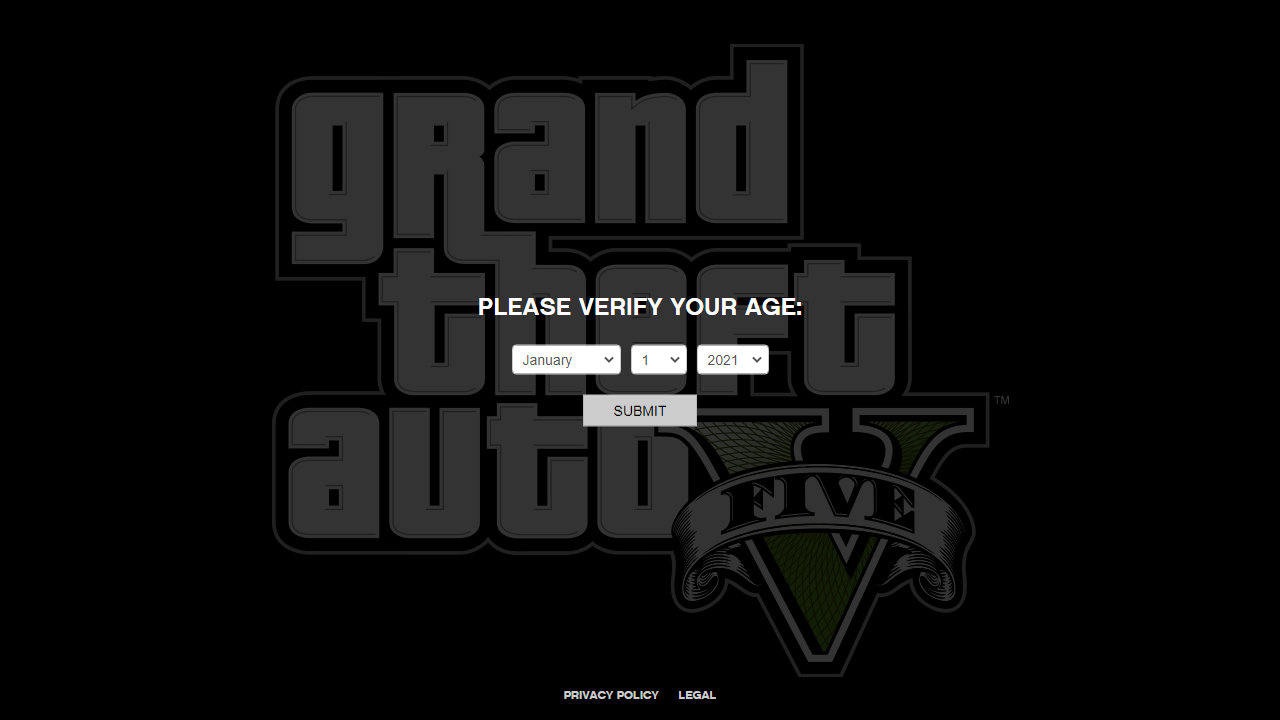 grand
theft
auto
FIVE
TM
PLEASE VERIFY YOUR AGE:
January 1 2021
SUBMIT
PRIVACY POLICY LEGAL